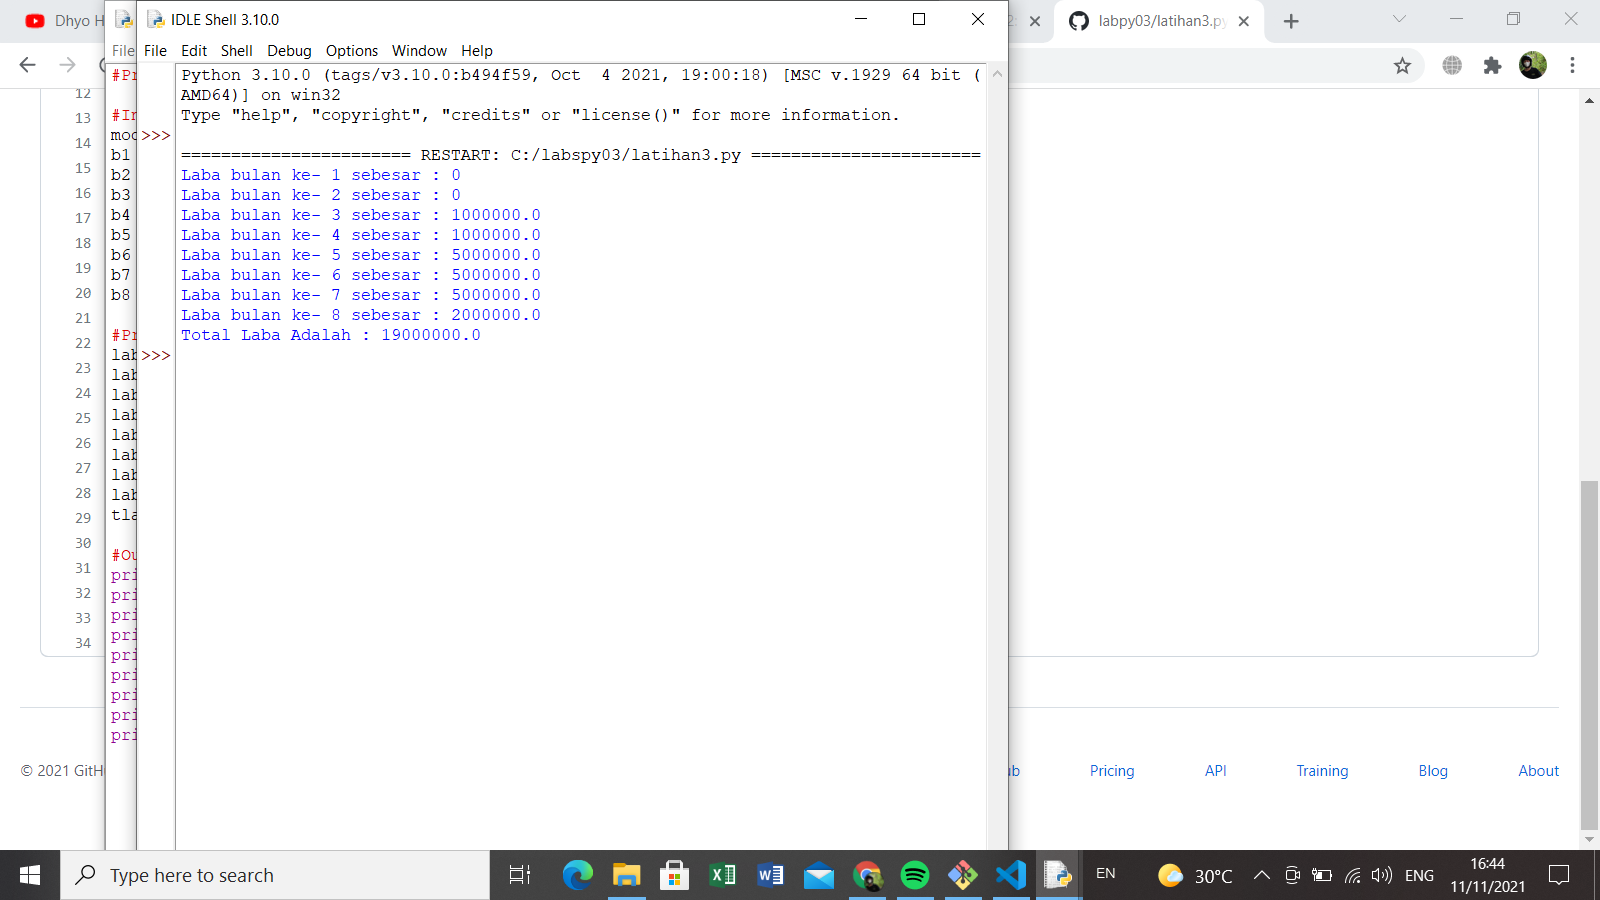 Dhyo H
labpy03/latihan3.py
IDLE Shell 3.10.0
File
File Edit Shell Debug Options Window Help
Python 3.10.0 (tags/v3.10.0:b494f59, Oct  4 2021, 19:00:18) [MSC v.1929 64 bit (
AMD64)] on win32
Type "help", "copyright", "credits" or "license()" for more information.
>>>
======================= RESTART: C:/labspy03/latihan3.py =======================
Laba bulan ke- 1 sebesar : 0
Laba bulan ke- 2 sebesar : 0
Laba bulan ke- 3 sebesar : 1000000.0
Laba bulan ke- 4 sebesar : 1000000.0
Laba bulan ke- 5 sebesar : 5000000.0
Laba bulan ke- 6 sebesar : 5000000.0
Laba bulan ke- 7 sebesar : 5000000.0
Laba bulan ke- 8 sebesar : 2000000.0
Total Laba Adalah : 19000000.0
>>>
12
13
14
15
16
17
18
19
20
21
22
23
24
25
26
27
28
29
30
31
32
33
34
#Pr
#In
mod
b1
b2
b3
b4
b5
b6
b7
b8
#Pr
lab
lab
lab
lab
lab
lab
lab
lab
tla
#Ou
pri
pri
pri
pri
pri
pri
pri
pri
pri
© 2021 GitH
ub Pricing API Training Blog About
Type here to search
EN
30°C
ENG
16:44
11/11/2021